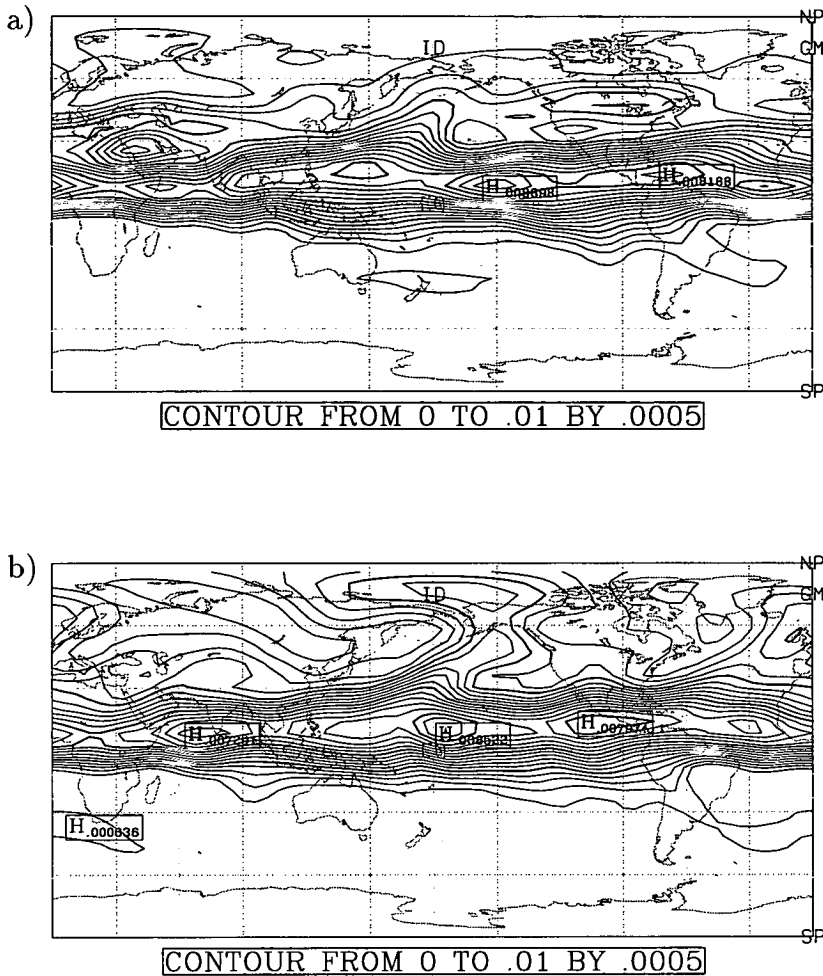 a)
NP
ID
GM
H
H
SP
CONTOUR FROM 0 TO .01 BY .0005
b)
NP
ID
GM
H
H
H
H .000636
SP
CONTOUR FROM 0 TO .01 BY .0005